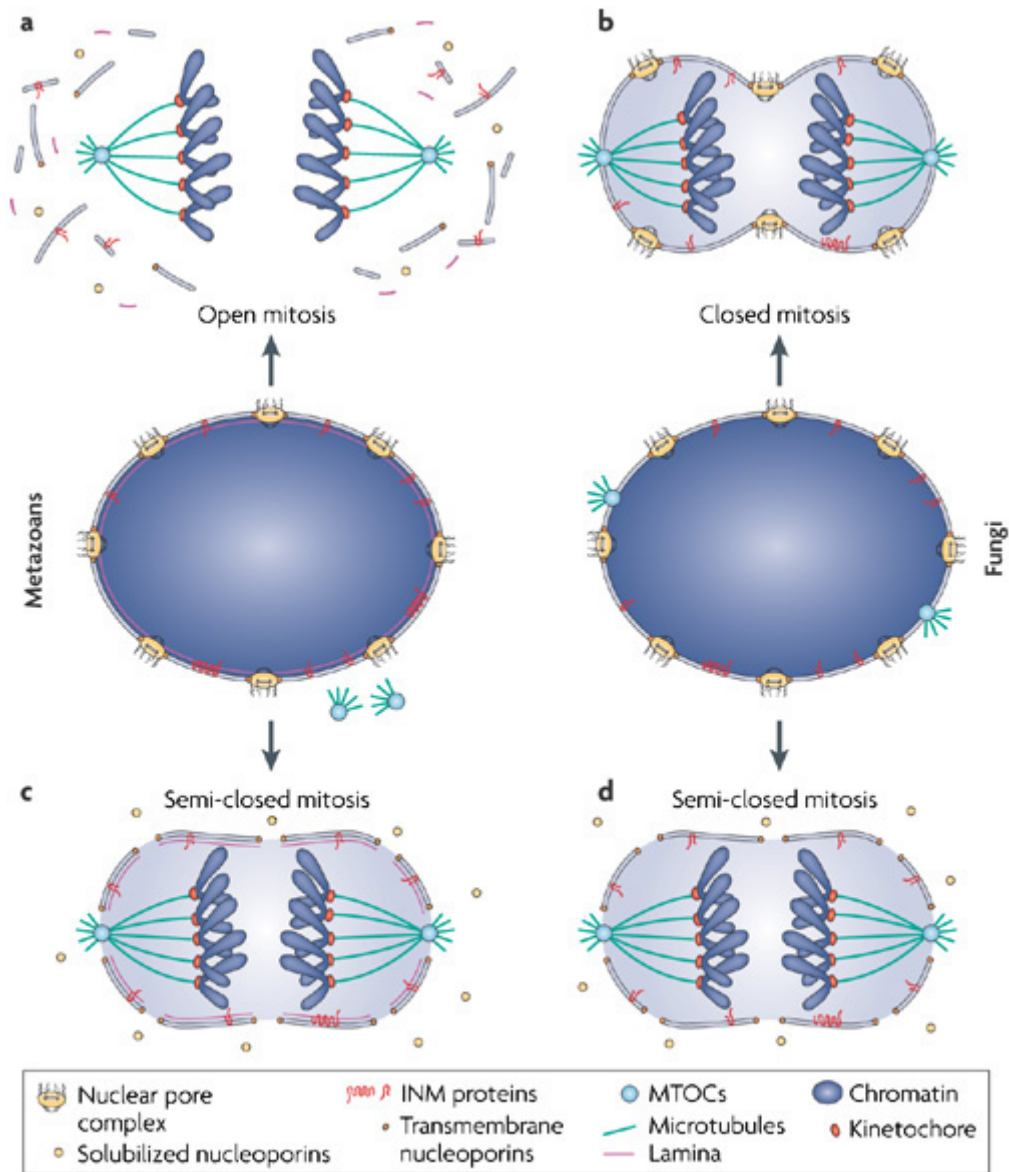 a
b
Open mitosis
Closed mitosis
Metazoans
Fungi
c
Semi-closed mitosis
d
Semi-closed mitosis
Nuclear pore
complex
Solubilized nucleoporins
INM proteins
Transmembrane
nucleoporins
MTOCs
Microtubules
Lamina
Chromatin
Kinetochore